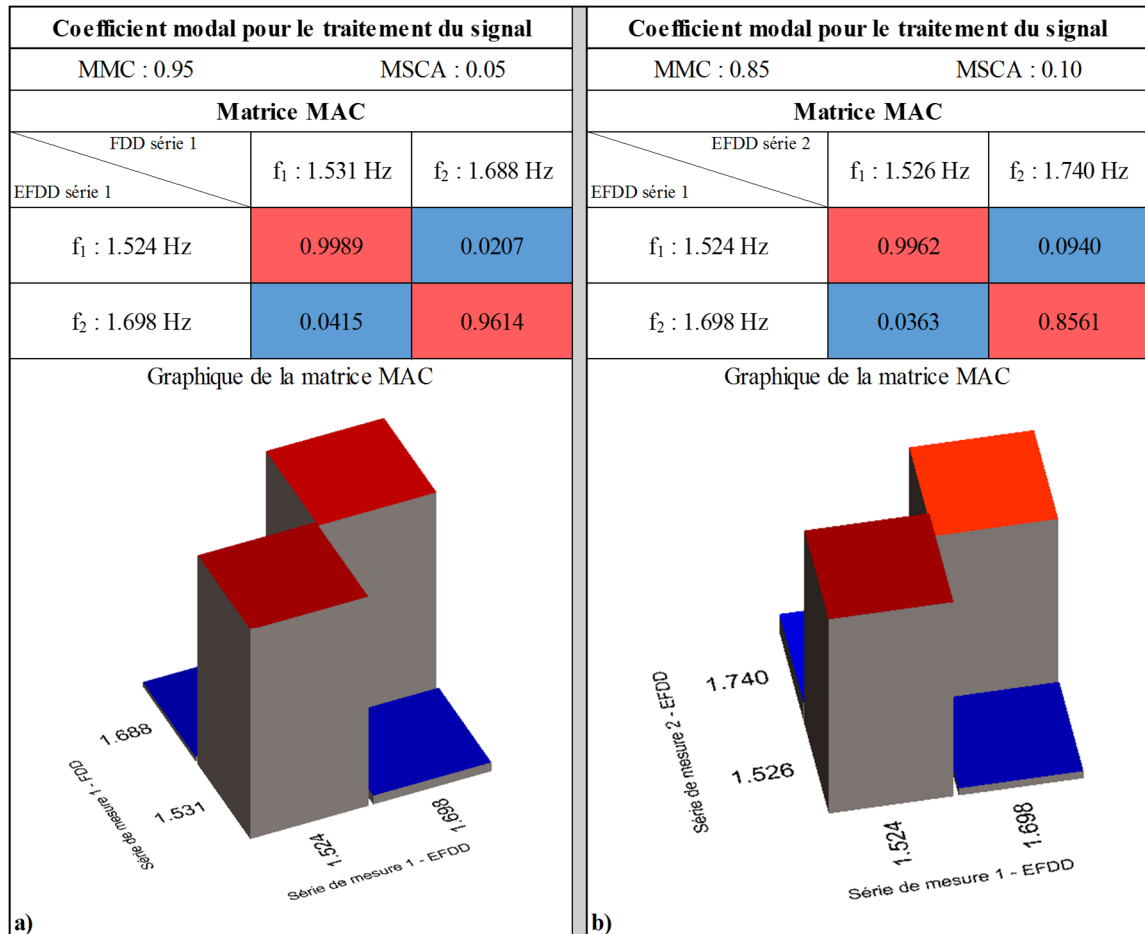 Coefficient modal pour le traitement du signal
MMC : 0.95 MSCA : 0.05
Matrice MAC
FDD série 1
EFDD série 1
f₁ : 1.531 Hz
f₂ : 1.688 Hz
f₁ : 1.524 Hz
0.9989
0.0207
f₂ : 1.698 Hz
0.0415
0.9614
Graphique de la matrice MAC
1.688
1.531
Série de mesure 1 - FDD
1.524
1.698
Série de mesure 1 - EFDD
a)
Coefficient modal pour le traitement du signal
MMC : 0.85 MSCA : 0.10
Matrice MAC
EFDD série 2
EFDD série 1
f₁ : 1.526 Hz
f₂ : 1.740 Hz
f₁ : 1.524 Hz
0.9962
0.0940
f₂ : 1.698 Hz
0.0363
0.8561
Graphique de la matrice MAC
1.740
1.526
Série de mesure 2 - EFDD
1.524
1.698
Série de mesure 1 - EFDD
b)